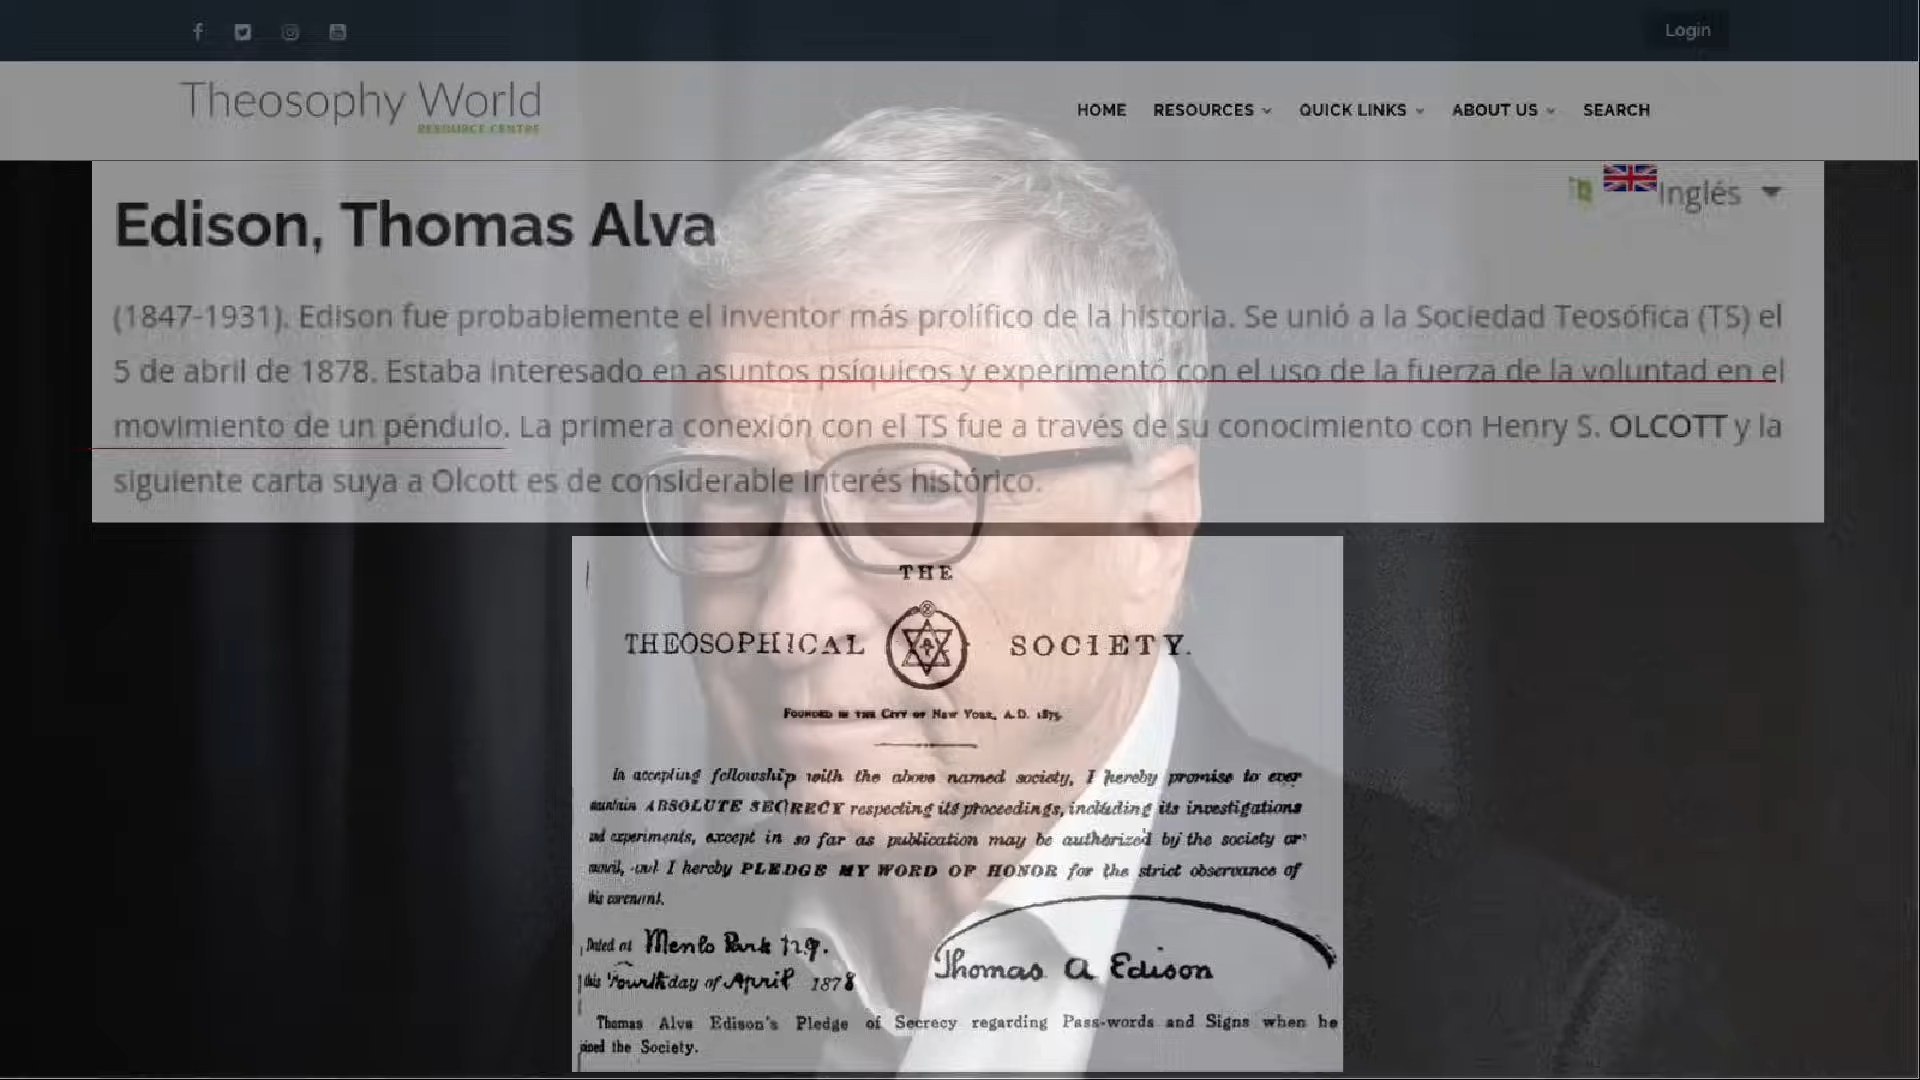 Login
Theosophy World
RESOURCE CENTRE
HOME RESOURCES QUICK LINKS ABOUT US SEARCH
Inglés
Edison, Thomas Alva
(1847-1931). Edison fue probablemente el inventor más prolífico de la historia. Se unió a la Sociedad Teosófica (TS) el
5 de abril de 1878. Estaba interesado en asuntos psíquicos y experimentó con el uso de la fuerza de la voluntad en el
movimiento de un péndulo. La primera conexión con el TS fue a través de su conocimiento con Henry S. OLCOTT y la
siguiente carta suya a Olcott es de considerable interés histórico.
THE
THEOSOPHICAL SOCIETY.
FOUNDED IN THE CITY OF NEW YORK, A.D. 1875
In accepting fellowship with the above named society, I hereby promise to ever
ABSOLUTE SECRECY respecting its proceedings, including its investigations
experiments, except in so far as publication may be authorized by the society or
I hereby PLEDGE MY WORD OF HONOR for the strict observance of
this covenant.
Dated at Menlo Park N.J.
this Fourth day of April 1878
Thomas A Edison
Thomas Alva Edison's Pledge of Secrecy regarding Pass-words and Signs when he
the Society.